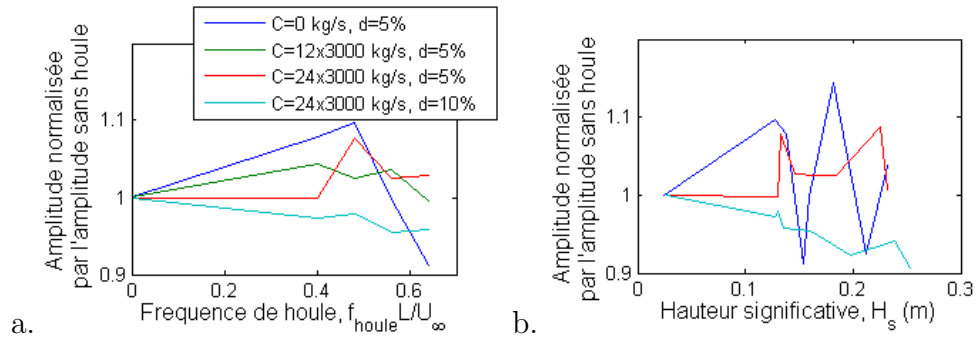 C=0 kg/s, d=5%
C=12x3000 kg/s, d=5%
C=24x3000 kg/s, d=5%
C=24x3000 kg/s, d=10%
Amplitude normalisée
par l'amplitude sans houle
1.1
1
0.9
0
0.2
0.4
0.6
Frequence de houle, f_houle L/U_∞
a.
Amplitude normalisée
par l'amplitude sans houle
1.1
1
0.9
0
0.1
0.2
0.3
Hauteur significative, H_s (m)
b.